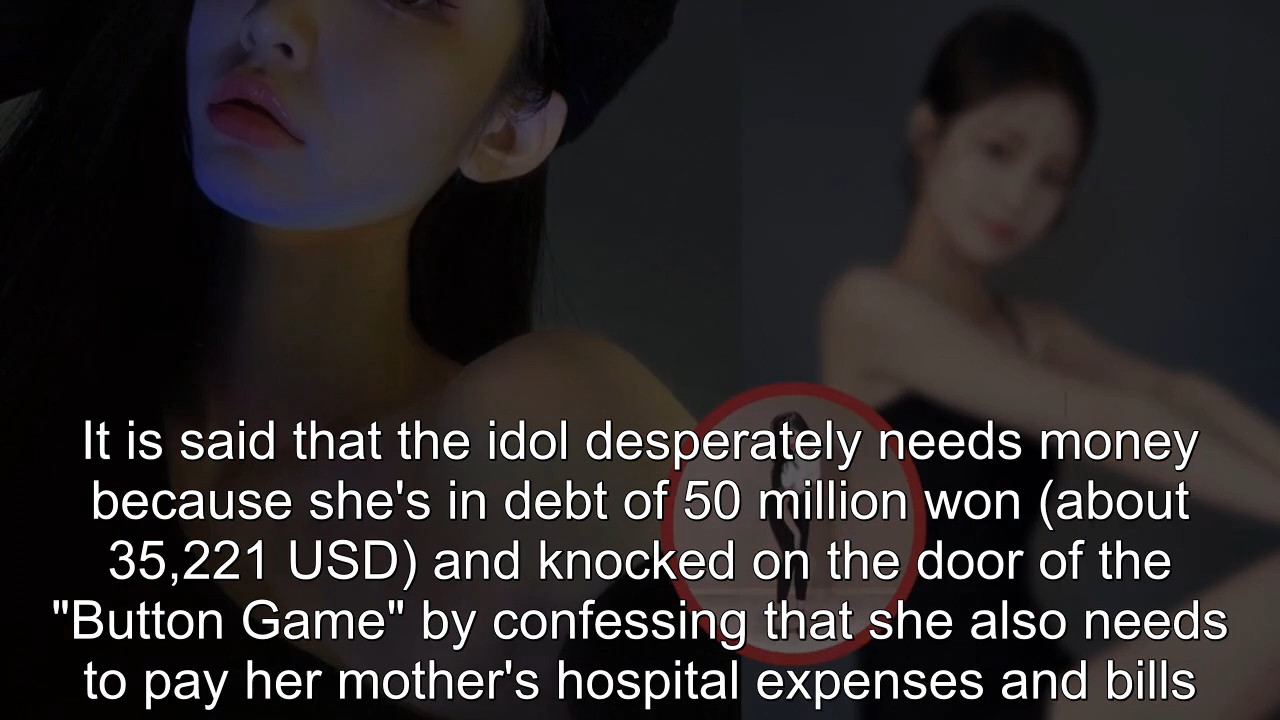 It is said that the idol desperately needs money
because she's in debt of 50 million won (about
35,221 USD) and knocked on the door of the
"Button Game" by confessing that she also needs
to pay her mother's hospital expenses and bills